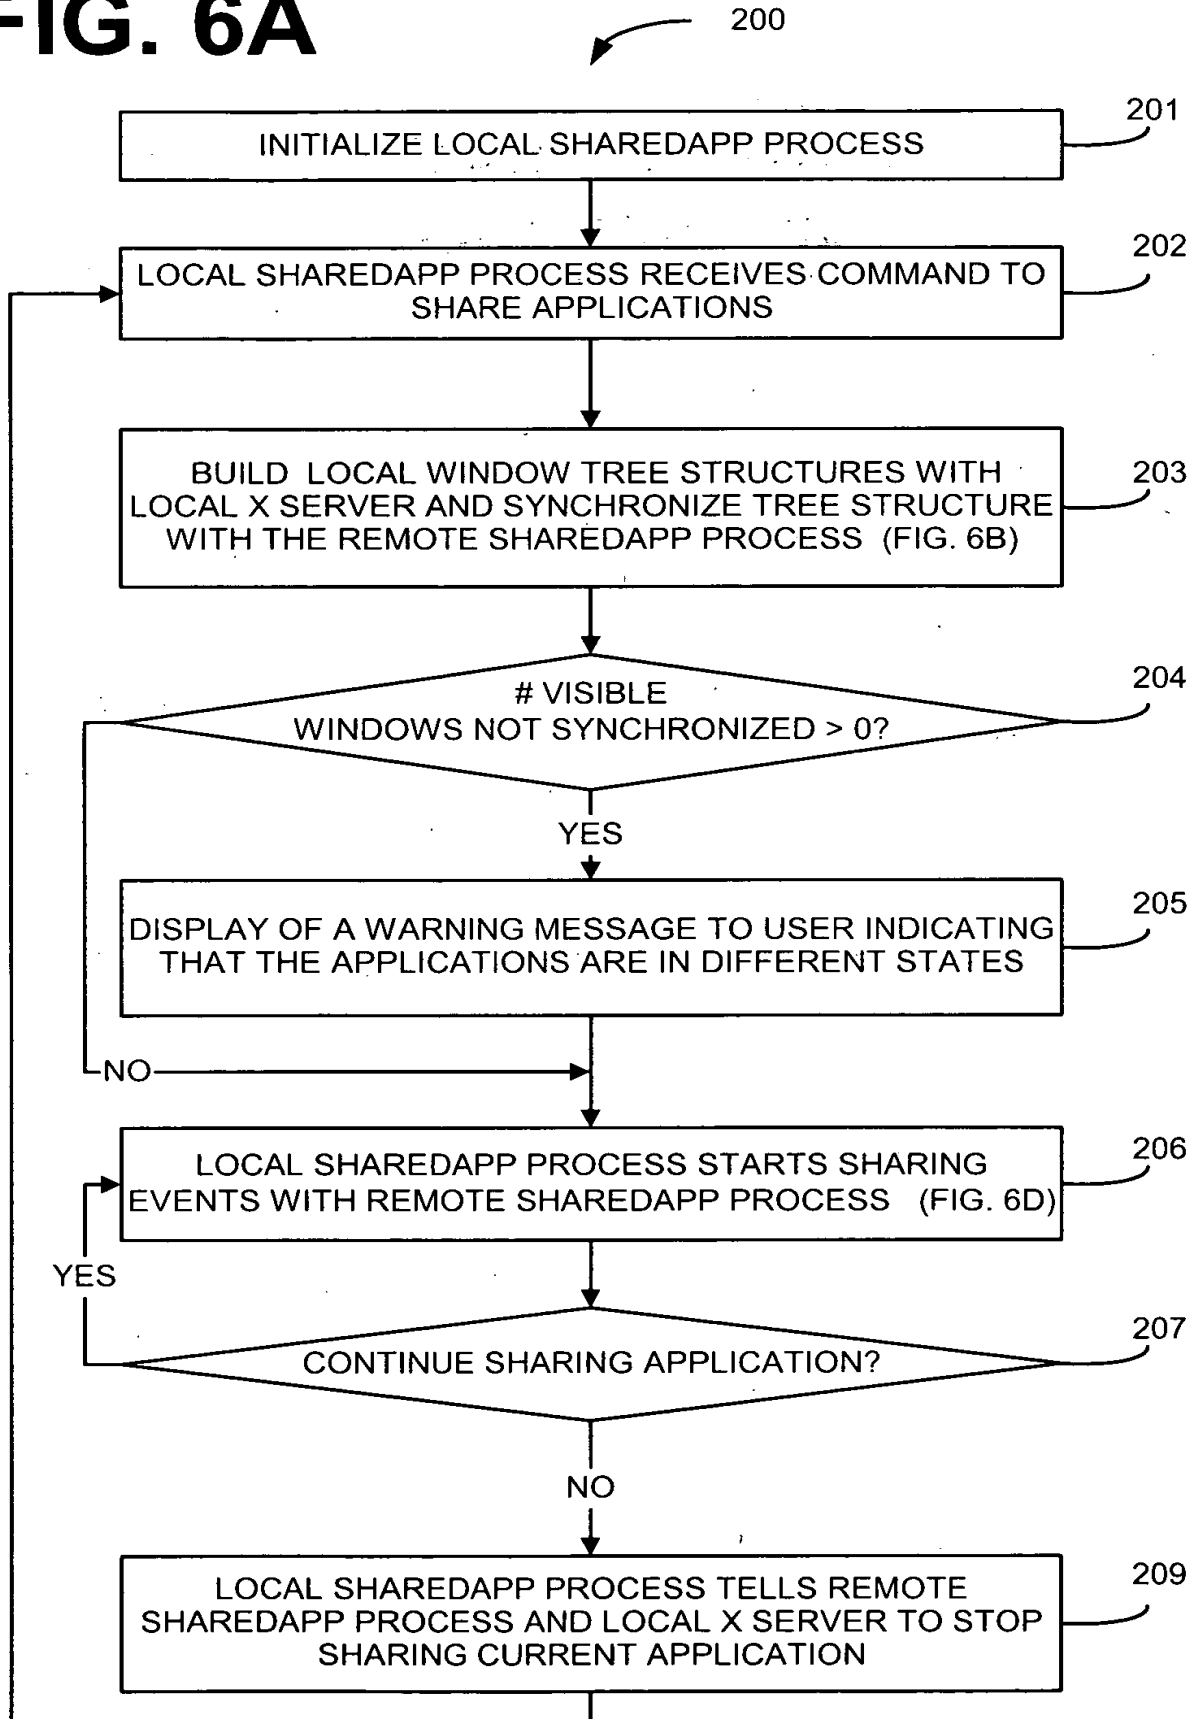 FIG. 6A
200
INITIALIZE LOCAL SHAREDAPP PROCESS
201
LOCAL SHAREDAPP PROCESS RECEIVES COMMAND TO
SHARE APPLICATIONS
202
BUILD LOCAL WINDOW TREE STRUCTURES WITH
LOCAL X SERVER AND SYNCHRONIZE TREE STRUCTURE
WITH THE REMOTE SHAREDAPP PROCESS (FIG. 6B)
203
# VISIBLE
WINDOWS NOT SYNCHRONIZED > 0?
204
YES
DISPLAY OF A WARNING MESSAGE TO USER INDICATING
THAT THE APPLICATIONS ARE IN DIFFERENT STATES
205
NO
LOCAL SHAREDAPP PROCESS STARTS SHARING
EVENTS WITH REMOTE SHAREDAPP PROCESS (FIG. 6D)
206
YES
CONTINUE SHARING APPLICATION?
207
NO
LOCAL SHAREDAPP PROCESS TELLS REMOTE
SHAREDAPP PROCESS AND LOCAL X SERVER TO STOP
SHARING CURRENT APPLICATION
209